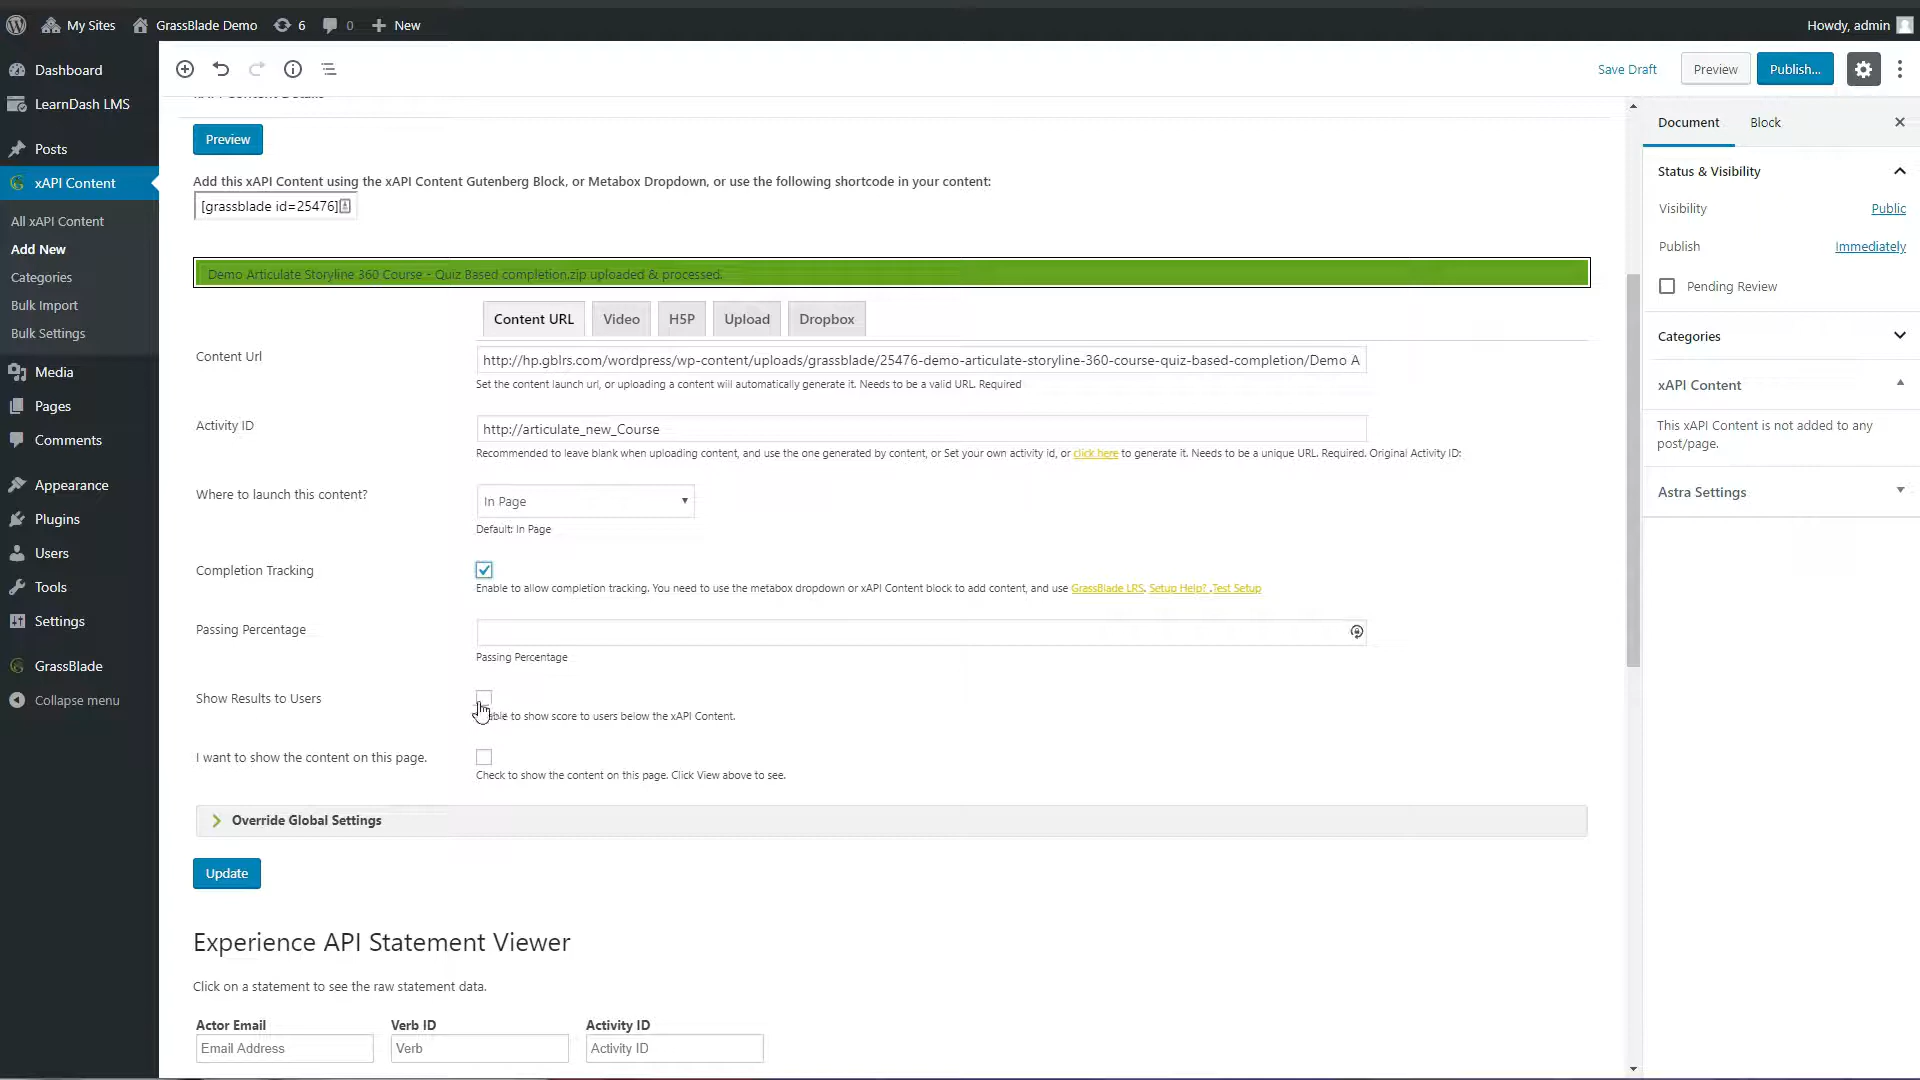 My Sites
GrassBlade Demo
6
0
New
Howdy, admin
Dashboard
LearnDash LMS
Posts
xAPI Content
All xAPI Content
Add New
Categories
Bulk Import
Bulk Settings
Media
Pages
Comments
Appearance
Plugins
Users
Tools
Settings
GrassBlade
Collapse menu
Save Draft
Preview
Publish...
xAPI Content Details
Preview
Add this xAPI Content using the xAPI Content Gutenberg Block, or Metabox Dropdown, or use the following shortcode in your content:
[grassblade id=25476]
Demo Articulate Storyline 360 Course - Quiz Based completion.zip uploaded & processed.
Content URL
Video
H5P
Upload
Dropbox
Content Url
http://hp.gblrs.com/wordpress/wp-content/uploads/grassblade/25476-demo-articulate-storyline-360-course-quiz-based-completion/Demo A
Set the content launch url, or uploading a content will automatically generate it. Needs to be a valid URL. Required
Activity ID
http://articulate_new_Course
Recommended to leave blank when uploading content, and use the one generated by content, or Set your own activity id, or click here to generate it. Needs to be a unique URL. Required. Original Activity ID:
Where to launch this content?
In Page
Default: In Page
Completion Tracking
Enable to allow completion tracking. You need to use the metabox dropdown or xAPI Content block to add content, and use GrassBlade LRS. Setup Help? .Test Setup
Passing Percentage
Passing Percentage
Show Results to Users
able to show score to users below the xAPI Content.
I want to show the content on this page.
Check to show the content on this page. Click View above to see.
Override Global Settings
Update
Experience API Statement Viewer
Click on a statement to see the raw statement data.
Actor Email
Verb ID
Activity ID
Email Address
Verb
Activity ID
Document
Block
Status & Visibility
Visibility
Public
Publish
Immediately
Pending Review
Categories
xAPI Content
This xAPI Content is not added to any
post/page.
Astra Settings